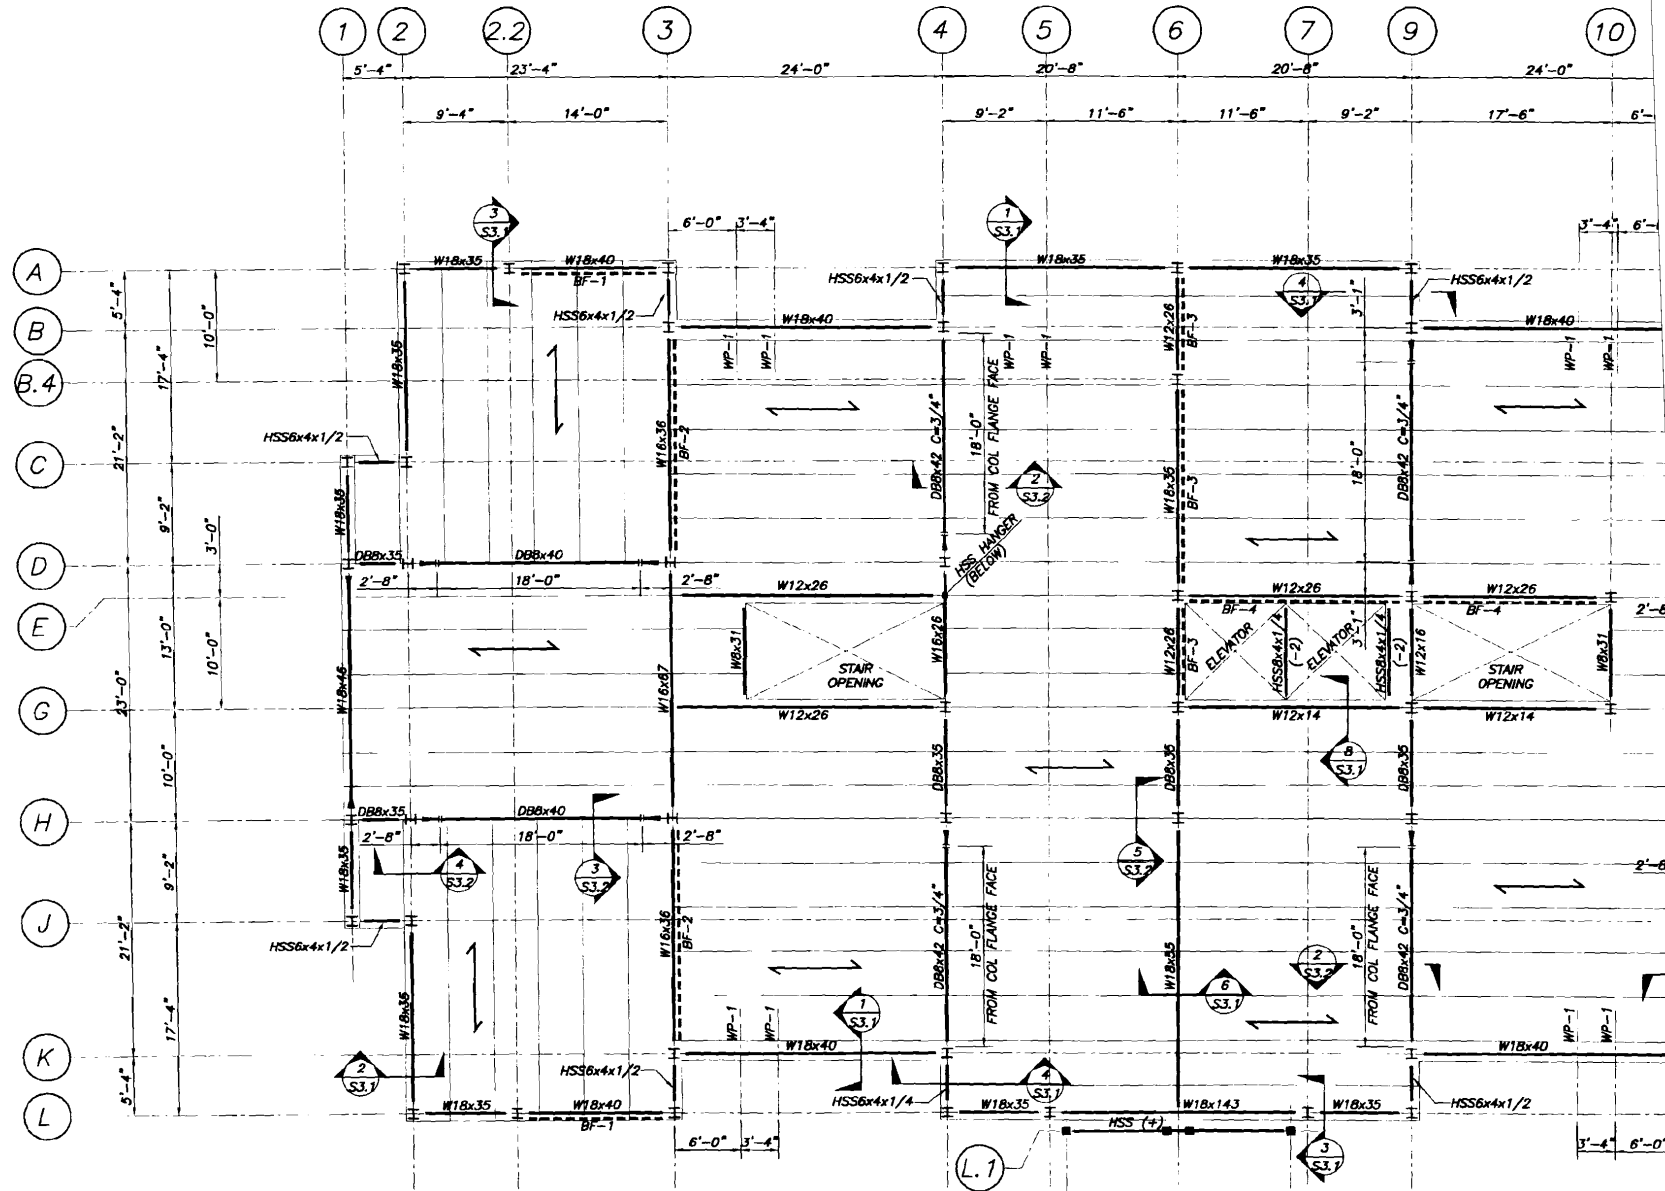 1 2 2.2 3 4 5 6 7 9 10
5'-4" 23'-4" 24'-0" 20'-8" 20'-8" 24'-0"
9'-4" 14'-0" 9'-2" 11'-6" 11'-6" 9'-2" 17'-6" 6'-
3 S3.1
1 S3.1
6'-0" 3'-4"
3'-4"
A
W18x35 W18x40 W18x35 W18x35
BF-1
HSS6x4x1/2
4 S3.1
HSS6x4x1/2
5'-4"
10'-0"
HSS6x4x1/2
W12x26
BF-3
3'-1"
B
W18x40 W18x40
WP-1 WP-1 WP-1 WP-1 WP-1 WP-1
B.4
17'-4"
W18x35
21'-2"
HSS6x4x1/2
C
W16x36
BF-2
DB8x42 C=3/4"
18'-0"
FROM COL FLANGE FACE
2 S3.2
W18x35
BF-3
18'-0"
DB8x42 C=3/4"
9'-2"
3'-0"
W18x35
HSS HANGER
(BELOW)
D
DB8x35 DB8x40
2'-8" 18'-0" 2'-8"
W12x26 W12x26 W12x26
BF-4 BF-4
2'-8
E
23'-0"
13'-0"
10'-0"
W18x46
W16x67
W8x31
STAIR
OPENING
W16x26
W12x26
BF-3
ELEVATOR
HSS8x4x1/4
(-2)
ELEVATOR
3'-1"
HSS8x4x1/4
(-2)
W12x16
STAIR
OPENING
W8x31
G
W12x26 W12x14 W12x14
10'-0"
DB8x35
DB8x35
8 S3.1
DB8x35
H
DB8x35 DB8x40
2'-8" 18'-0" 2'-8"
4 S3.2
3 S3.2
5 S3.2
2'-8
9'-2"
W18x35
J
HSS6x4x1/2
21'-2"
W16x36
BF-2
DB8x42 C=3/4"
18'-0"
FROM COL FLANGE FACE
W18x35
6 S3.1
2 S3.2
18'-0"
FROM COL FLANGE FACE
DB8x42 C=3/4"
17'-4"
W18x35
1 S3.1
WP-1 WP-1 WP-1 WP-1
K
W18x40 W18x40
2 S3.1
HSS6x4x1/2
4 S3.1
5'-4"
HSS6x4x1/4
HSS6x4x1/2
L
W18x35 W18x40 W18x35 W18x143 W18x35
BF-1
HSS (+)
6'-0" 3'-4"
3'-4" 6'-0"
L.1
3 S3.1